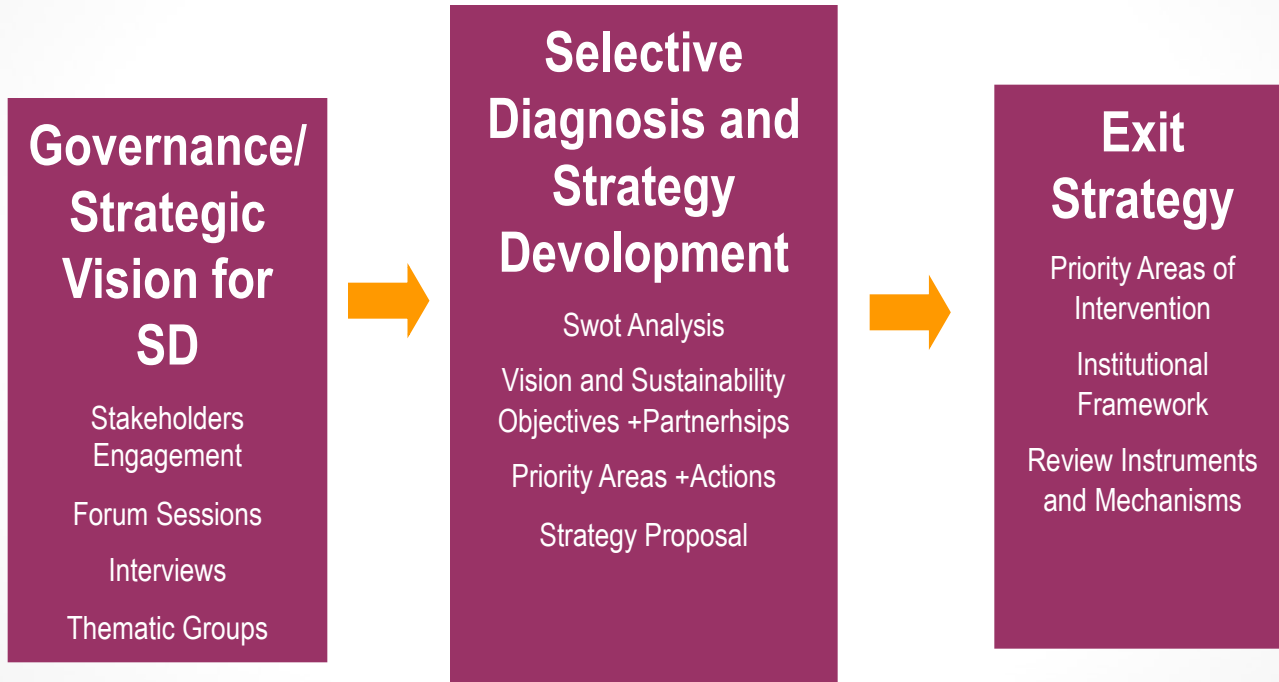 Governance/
Strategic
Vision for
SD
Stakeholders
Engagement
Forum Sessions
Interviews
Thematic Groups
Selective
Diagnosis and
Strategy
Devolopment
Swot Analysis
Vision and Sustainability
Objectives +Partnerhsips
Priority Areas +Actions
Strategy Proposal
Exit
Strategy
Priority Areas of
Intervention
Institutional
Framework
Review Instruments
and Mechanisms